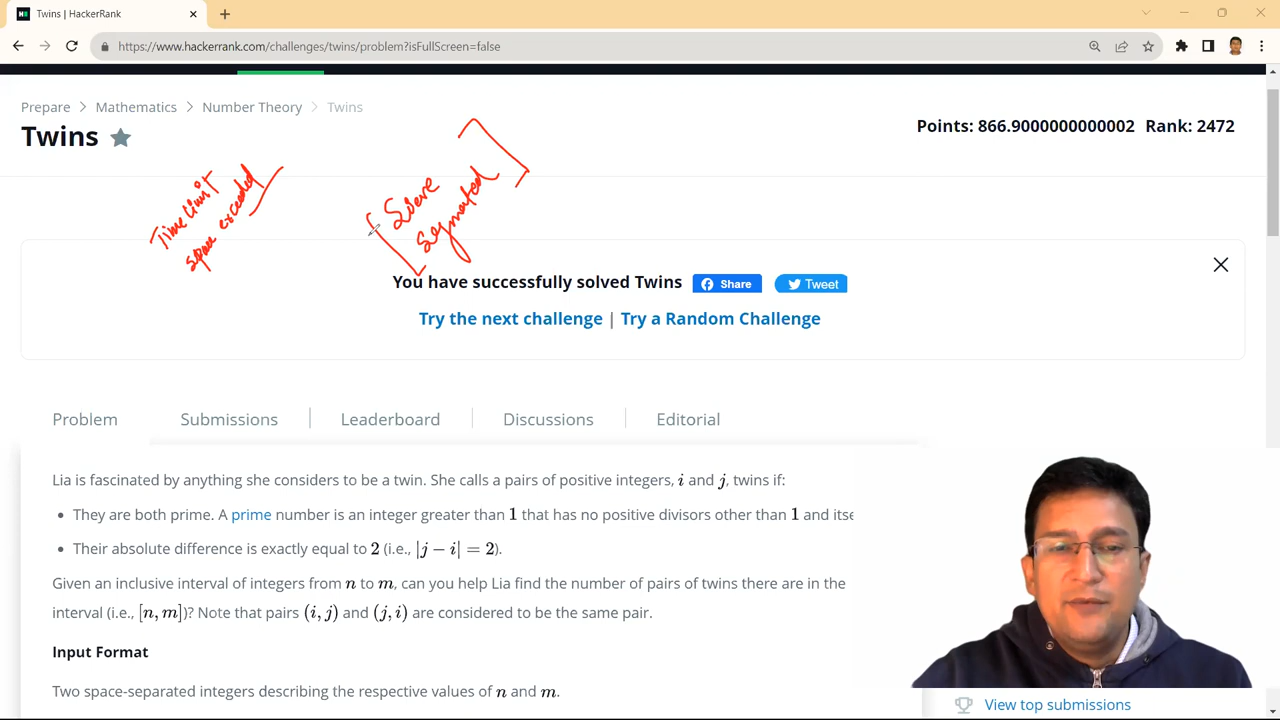 Twins | HackerRank
https://www.hackerrank.com/challenges/twins/problem?isFullScreen=false
Prepare > Mathematics > Number Theory > Twins
Twins
Points: 866.9000000000002 Rank: 2472
Time limit
space exceeded
Sieve
Segmated
You have successfully solved Twins
Share
Tweet
Try the next challenge | Try a Random Challenge
Problem
Submissions
Leaderboard
Discussions
Editorial
Lia is fascinated by anything she considers to be a twin. She calls a pairs of positive integers, i and j, twins if:
• They are both prime. A prime number is an integer greater than 1 that has no positive divisors other than 1 and itse
• Their absolute difference is exactly equal to 2 (i.e., |j − i| = 2).
Given an inclusive interval of integers from n to m, can you help Lia find the number of pairs of twins there are in the
interval (i.e., [n, m])? Note that pairs (i, j) and (j, i) are considered to be the same pair.
Input Format
Two space-separated integers describing the respective values of n and m.
View top submissions